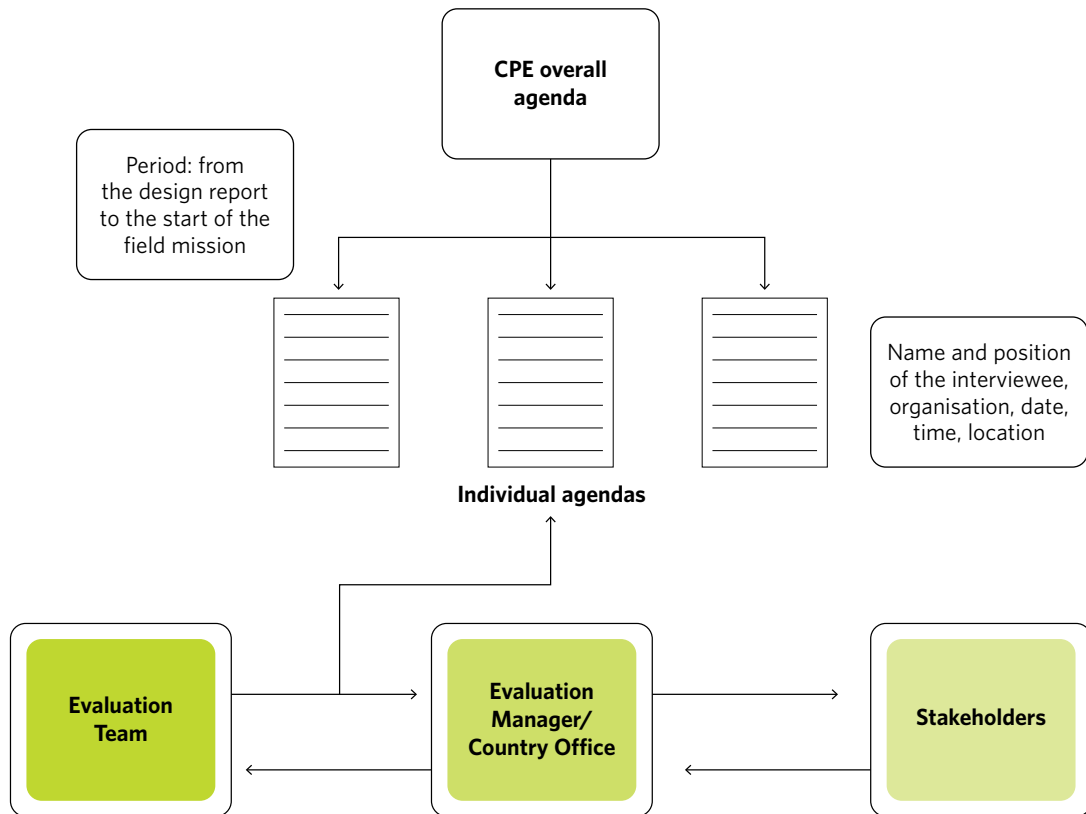 CPE overall
agenda
Period: from
the design report
to the start of the
field mission
Name and position
of the interviewee,
organisation, date,
time, location
Individual agendas
Evaluation
Team
Evaluation
Manager/
Country Office
Stakeholders